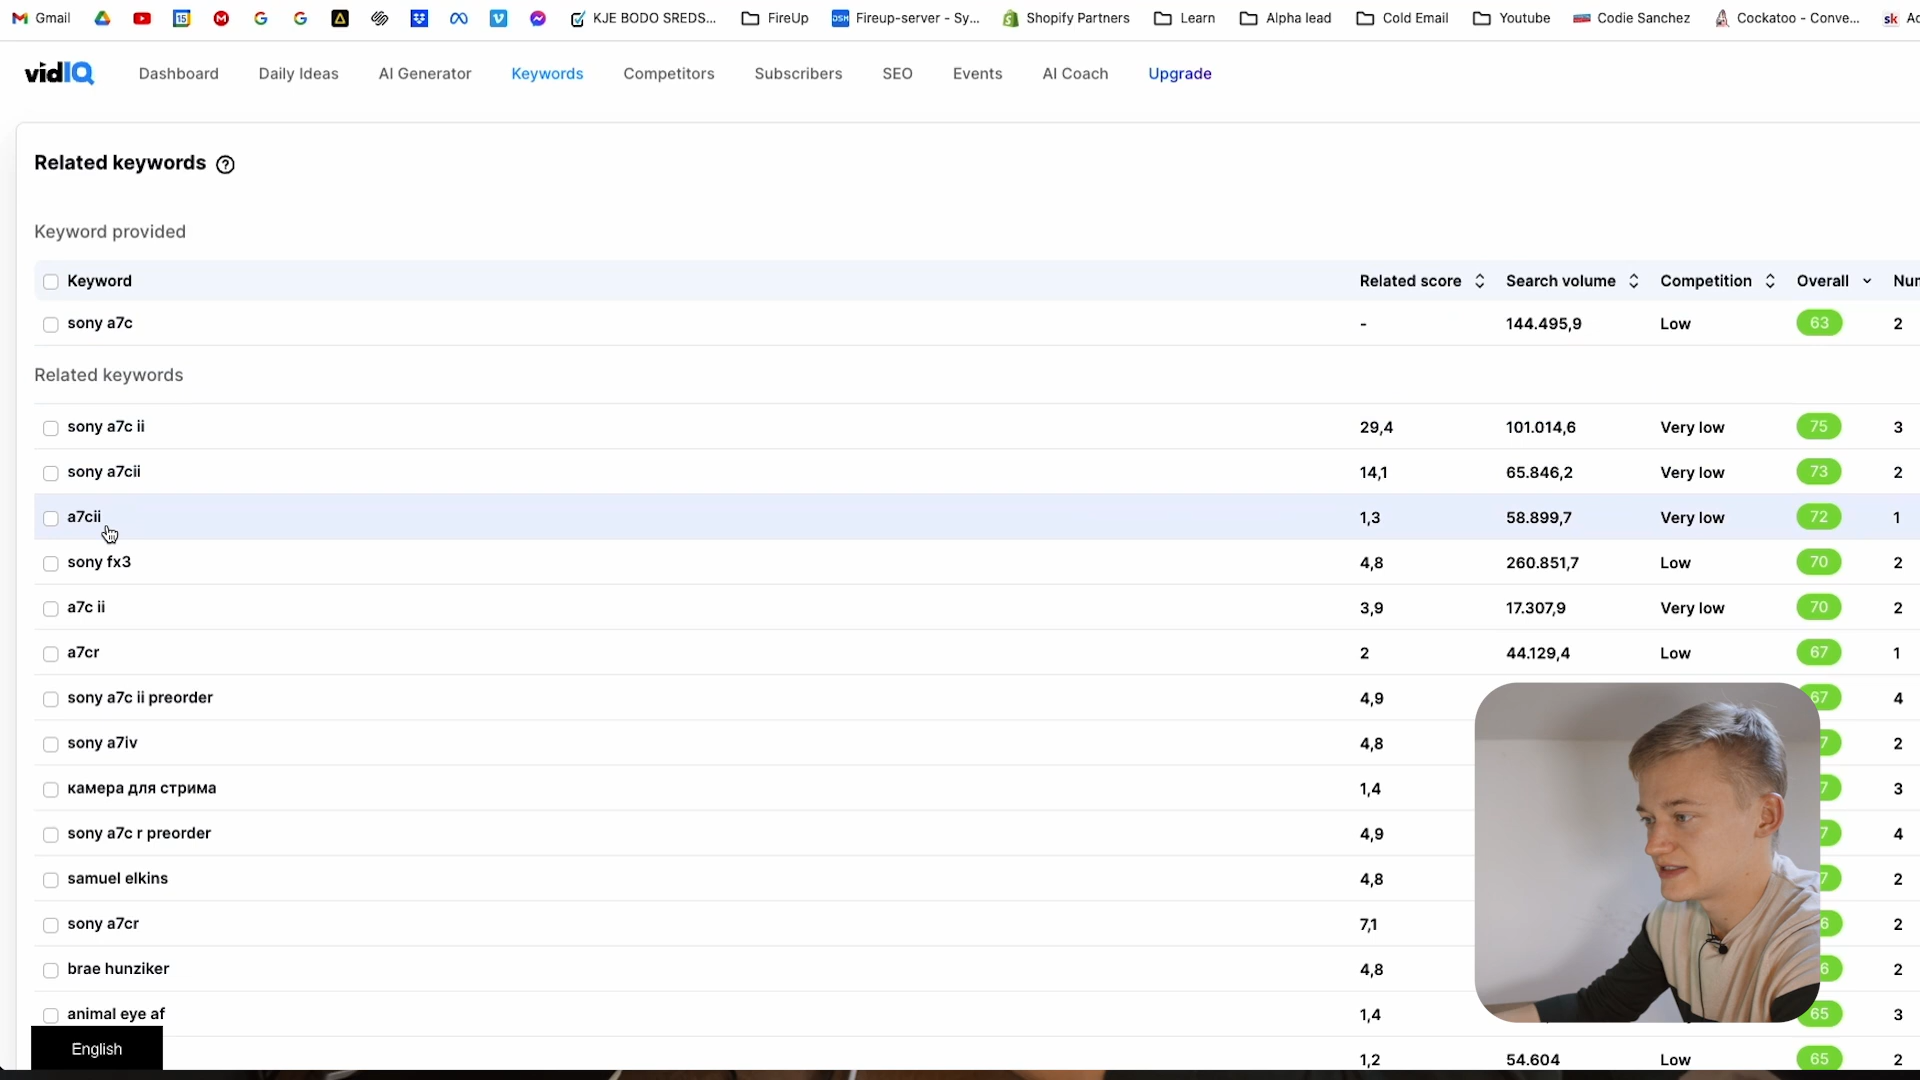 Gmail KJE BODO SREDS... FireUp Fireup-server - Sy... Shopify Partners Learn Alpha lead Cold Email Youtube Codie Sanchez Cockatoo - Conve...
vidIQ Dashboard Daily Ideas AI Generator Keywords Competitors Subscribers SEO Events AI Coach Upgrade
Related keywords
Keyword provided
Keyword Related score Search volume Competition Overall
sony a7c - 144.495,9 Low 63 2
Related keywords
sony a7c ii 29,4 101.014,6 Very low 75 3
sony a7cii 14,1 65.846,2 Very low 73 2
a7cii 1,3 58.899,7 Very low 72 1
sony fx3 4,8 260.851,7 Low 70 2
a7c ii 3,9 17.307,9 Very low 70 2
a7cr 2 44.129,4 Low 67 1
sony a7c ii preorder 4,9 67 4
sony a7iv 4,8 7 2
камера для стрима 1,4 7 3
sony a7c r preorder 4,9 7 4
samuel elkins 4,8 7 2
sony a7cr 7,1 6 2
brae hunziker 4,8 6 2
animal eye af 1,4 65 3
English
1,2 54.604 Low 65 2